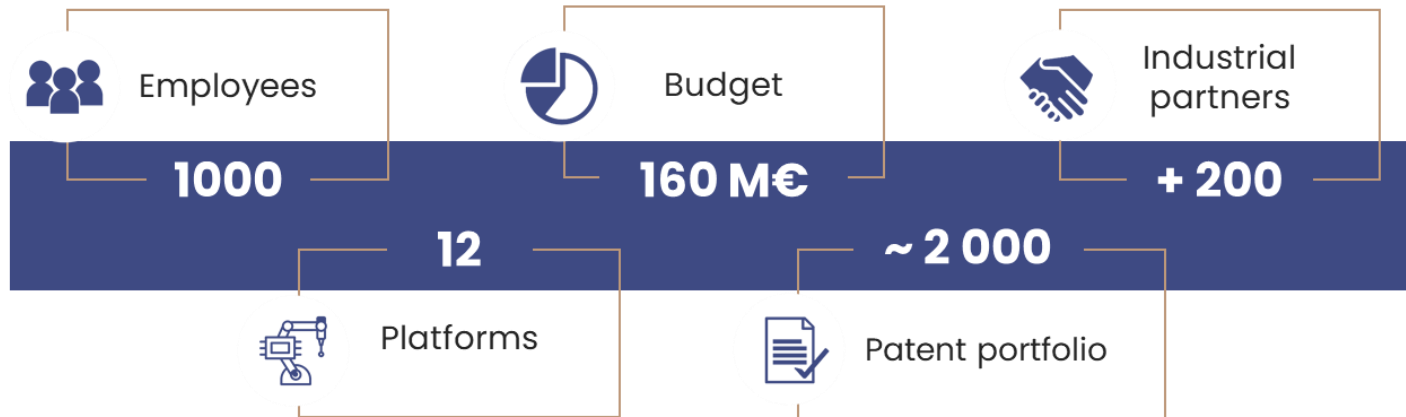 Employees
1000
Budget
160 M€
Industrial
partners
+ 200
12
Platforms
~ 2 000
Patent portfolio